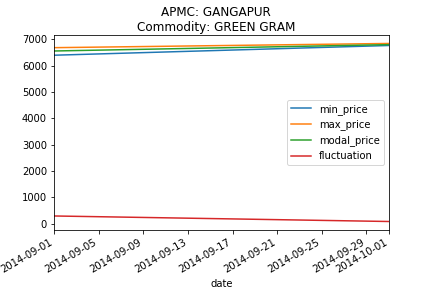 APMC: GANGAPUR
Commodity: GREEN GRAM
7000
6000
5000
4000
3000
2000
1000
0
min_price
max_price
modal_price
fluctuation
2014-09-01
2014-09-05
2014-09-09
2014-09-13
2014-09-17
2014-09-21
2014-09-25
2014-09-29
2014-10-01
date